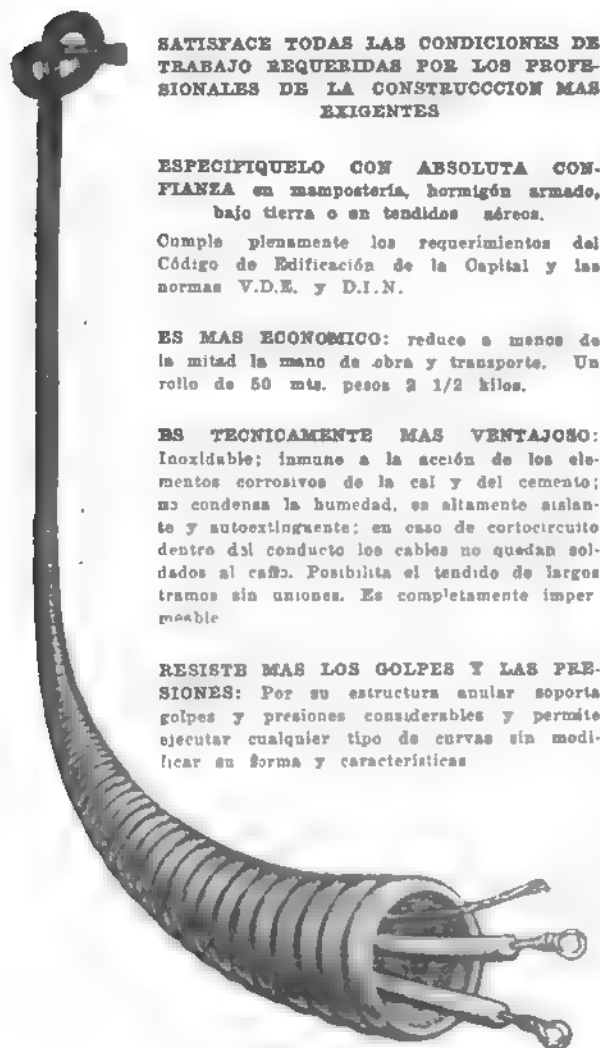 SATISFACE TODAS LAS CONDICIONES DE
TRABAJO REQUERIDAS POR LOS PROFE-
SIONALES DE LA CONSTRUCCCION MAS
EXIGENTES
ESPECIFIQUELO CON ABSOLUTA CON-
FIANZA en mampostería, hormigón armado,
bajo tierra o en tendidos aéreos.
Cumple plenamente los requerimientos del
Código de Edificación de la Capital y las
normas V.D.E. y D.I.N.
ES MAS ECONOMICO: reduce a menos de
la mitad la mano de obra y transporte. Un
rollo de 50 mts. pesos 2 1/2 kilos.
ES TECNICAMENTE MAS VENTAJOSO:
Inoxidable; inmune a la acción de los ele-
mentos corrosivos de la cal y del cemento;
no condensa la humedad, es altamente aislan-
te y autoextinguente; en caso de cortocircuito
dentro del conducto los cables no quedan sol-
dados al caño. Posibilita el tendido de largos
tramos sin uniones. Es completamente imper
meable
RESISTE MAS LOS GOLPES Y LAS PRE-
SIONES: Por su estructura anular soporta
golpes y presiones considerables y permite
ejecutar cualquier tipo de curvas sin modi-
ficar su forma y características